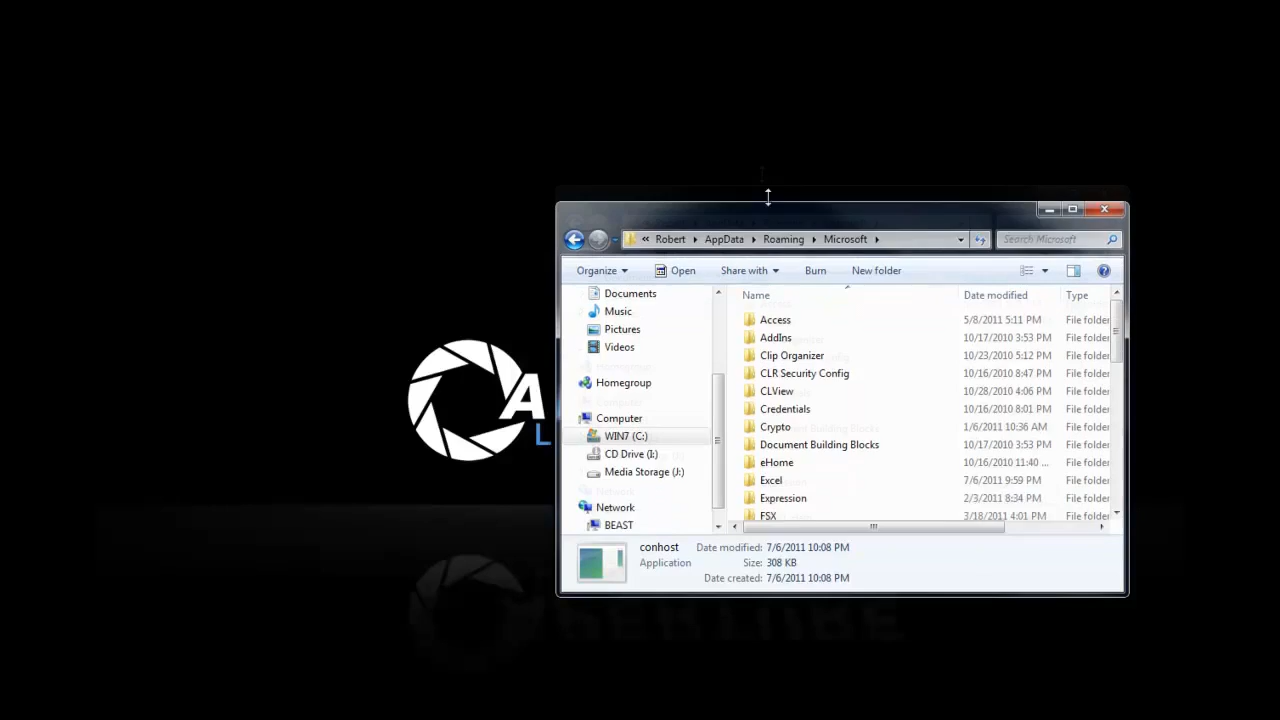 « Robert ▸ AppData ▸ Roaming ▸ Microsoft ▸ Search Microsoft
Organize Open Share with Burn New folder
Documents
Music
Pictures
Videos
Homegroup
Computer
WIN7 (C:)
CD Drive (I:)
Media Storage (J:)
Network
BEAST
Name Date modified Type
Access 5/8/2011 5:11 PM File folder
AddIns 10/17/2010 3:53 PM File folder
Clip Organizer 10/23/2010 5:12 PM File folder
CLR Security Config 10/16/2010 8:47 PM File folder
CLView 10/28/2010 4:06 PM File folder
Credentials 10/16/2010 8:01 PM File folder
Crypto 1/6/2011 10:36 AM File folder
Document Building Blocks 10/17/2010 3:53 PM File folder
eHome 10/16/2010 11:40 ... File folder
Excel 7/6/2011 9:59 PM File folder
Expression 2/3/2011 8:34 PM File folder
FSX 3/18/2011 4:01 PM File folder
conhost Date modified: 7/6/2011 10:08 PM
Application Size: 308 KB
Date created: 7/6/2011 10:08 PM
A
L